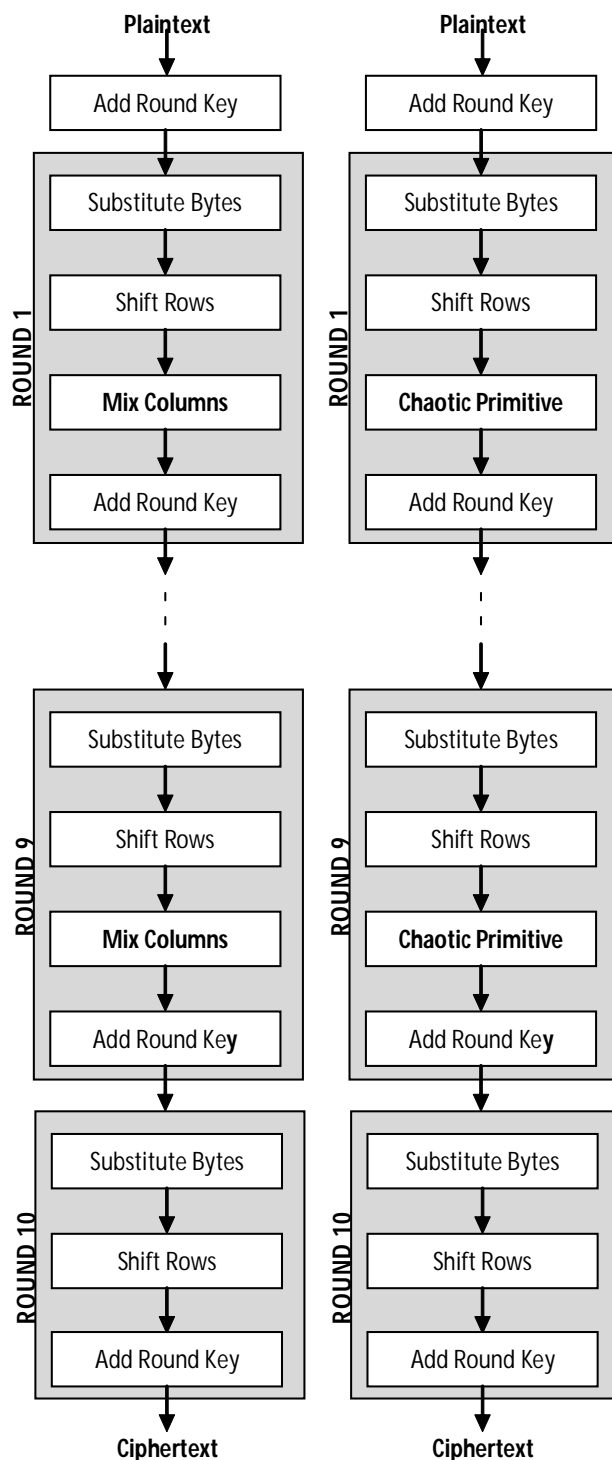 Plaintext
Add Round Key
ROUND 1
Substitute Bytes
Shift Rows
Mix Columns
Add Round Key
ROUND 9
Substitute Bytes
Shift Rows
Mix Columns
Add Round Key
ROUND 10
Substitute Bytes
Shift Rows
Add Round Key
Ciphertext
Plaintext
Add Round Key
ROUND 1
Substitute Bytes
Shift Rows
Chaotic Primitive
Add Round Key
ROUND 9
Substitute Bytes
Shift Rows
Chaotic Primitive
Add Round Key
ROUND 10
Substitute Bytes
Shift Rows
Add Round Key
Ciphertext